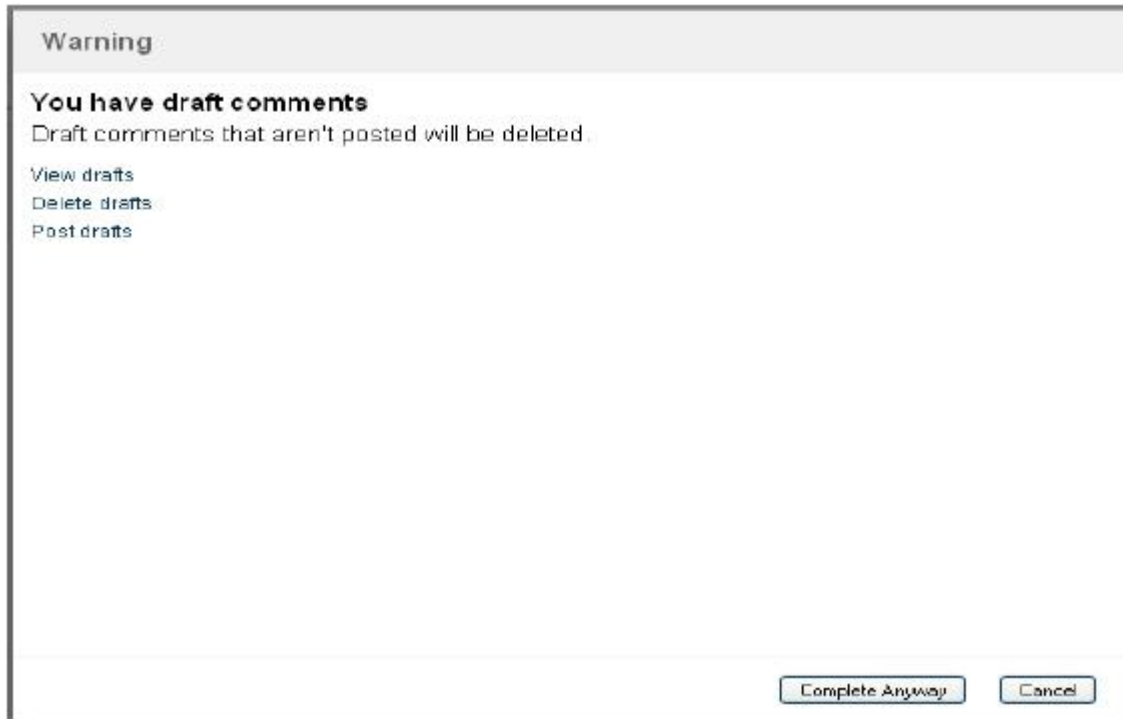 Warning
You have draft comments
Draft comments that aren't posted will be deleted.
View drafts
Delete drafts
Post drafts
Complete Anyway
Cancel